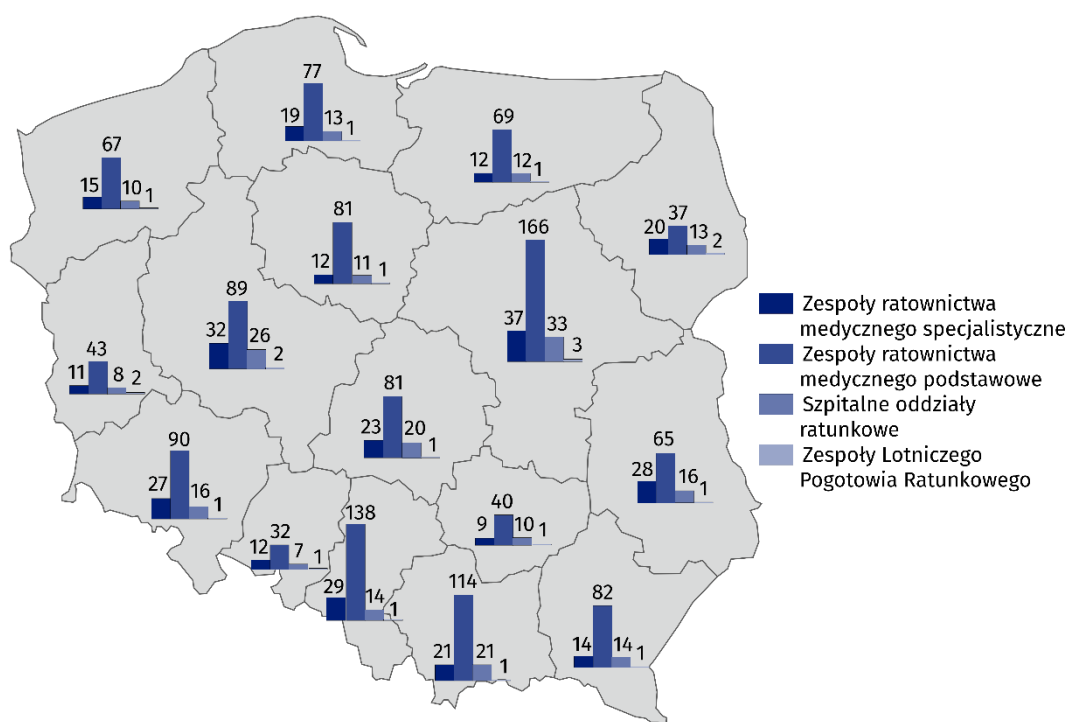 77
19 13 1
69
12 12 1
67
15 10 1
37
20 13 2
81
12 11 1
166
37 33 3
89
32 26 2
43
11 8 2
81
23 20 1
90
27 16 1
65
28 16 1
40
9 10 1
32
12 7 1
138
29 14 1
114
21 21 1
82
14 14 1
Zespoły ratownictwa
medycznego specjalistyczne
Zespoły ratownictwa
medycznego podstawowe
Szpitalne oddziały
ratunkowe
Zespoły Lotniczego
Pogotowia Ratunkowego